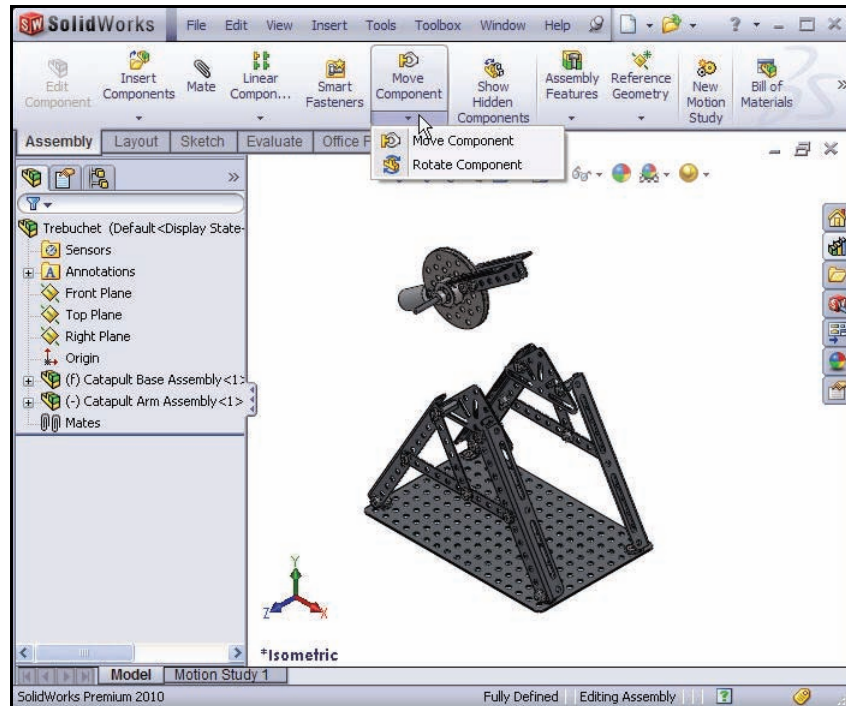 SolidWorks File Edit View Insert Tools Toolbox Window Help ?
Edit Component
Insert Components
Mate
Linear Compon...
Smart Fasteners
Move Component
Show Hidden Components
Assembly Features
Reference Geometry
New Motion Study
Bill of Materials
»
Assembly Layout Sketch Evaluate Office P
Move Component
Rotate Component
»
Trebuchet (Default<Display State-
Sensors
A Annotations
Front Plane
Top Plane
Right Plane
Origin
(f) Catapult Base Assembly<1>
(-) Catapult Arm Assembly<1>
Mates
Y
Z X
*Isometric
Model Motion Study 1
SolidWorks Premium 2010 Fully Defined Editing Assembly ?